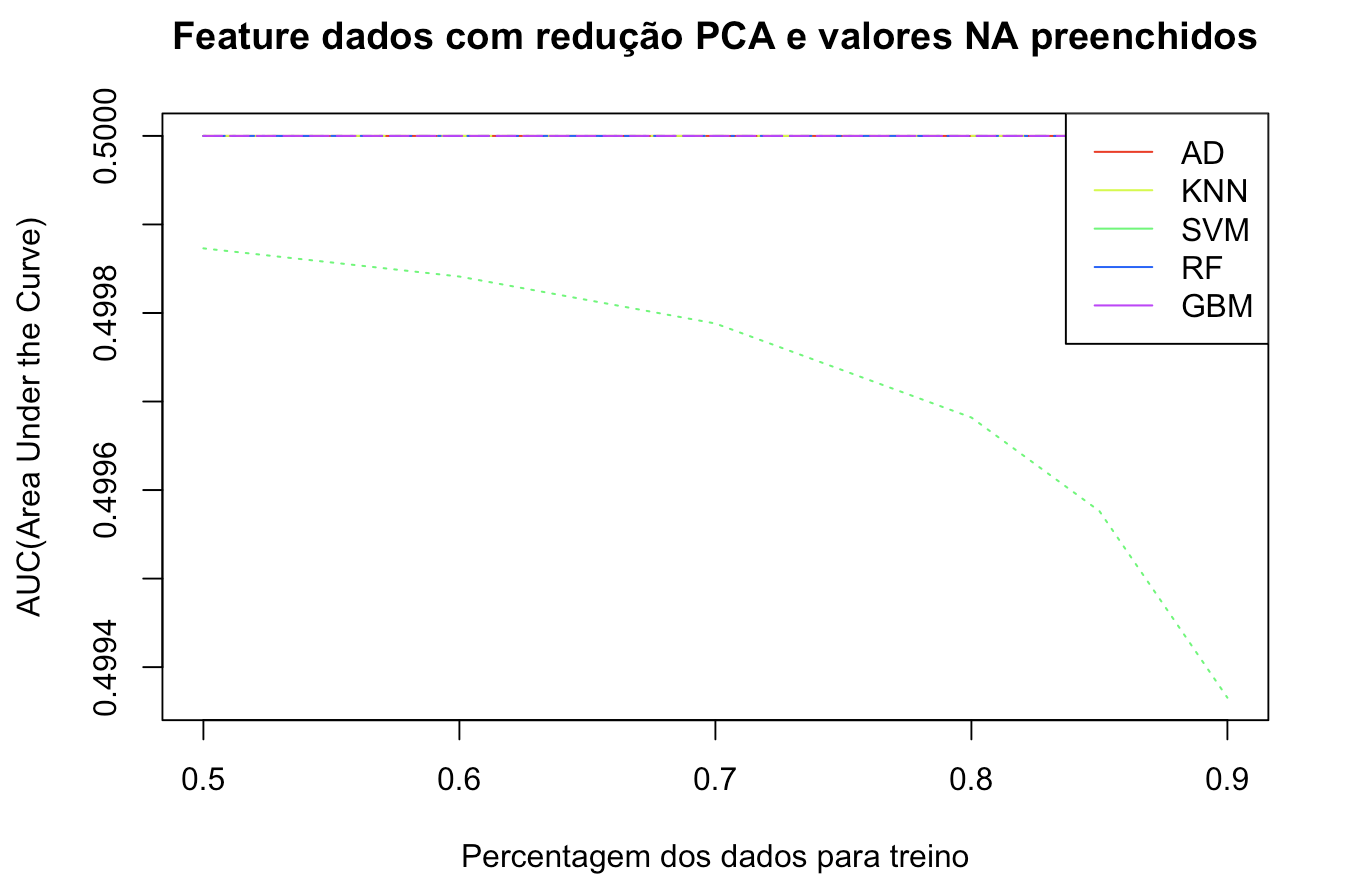 Feature dados com redução PCA e valores NA preenchidos
AUC(Area Under the Curve)
0.5000
0.4998
0.4996
0.4994
AD
KNN
SVM
RF
GBM
0.5 0.6 0.7 0.8 0.9
Percentagem dos dados para treino